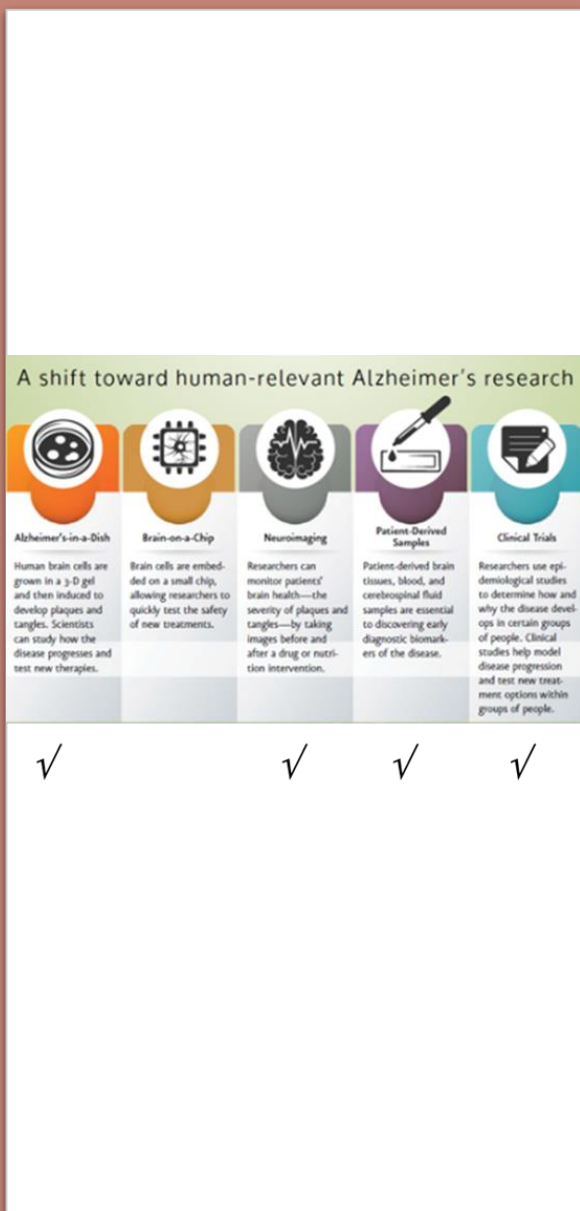 A shift toward human-relevant Alzheimer's research
Alzheimer's-in-a-Dish
Human brain cells are
grown in a 3-D gel
and then induced to
develop plaques and
tangles. Scientists
can study how the
disease progresses and
test new therapies.
Brain-on-a-Chip
Brain cells are embed-
ded on a small chip,
allowing researchers to
quickly test the safety
of new treatments.
Neuroimaging
Researchers can
monitor patients'
brain health—the
severity of plaques and
tangles—by taking
images before and
after a drug or nutri-
tion intervention.
Patient-Derived
Samples
Patient-derived brain
tissues, blood, and
cerebrospinal fluid
samples are essential
to discovering early
diagnostic biomark-
ers of the disease.
Clinical Trials
Researchers use epi-
demiological studies
to determine how and
why the disease devel-
ops in certain groups
of people. Clinical
studies help model
disease progression
and test new treat-
ment options within
groups of people.
√ √ √ √